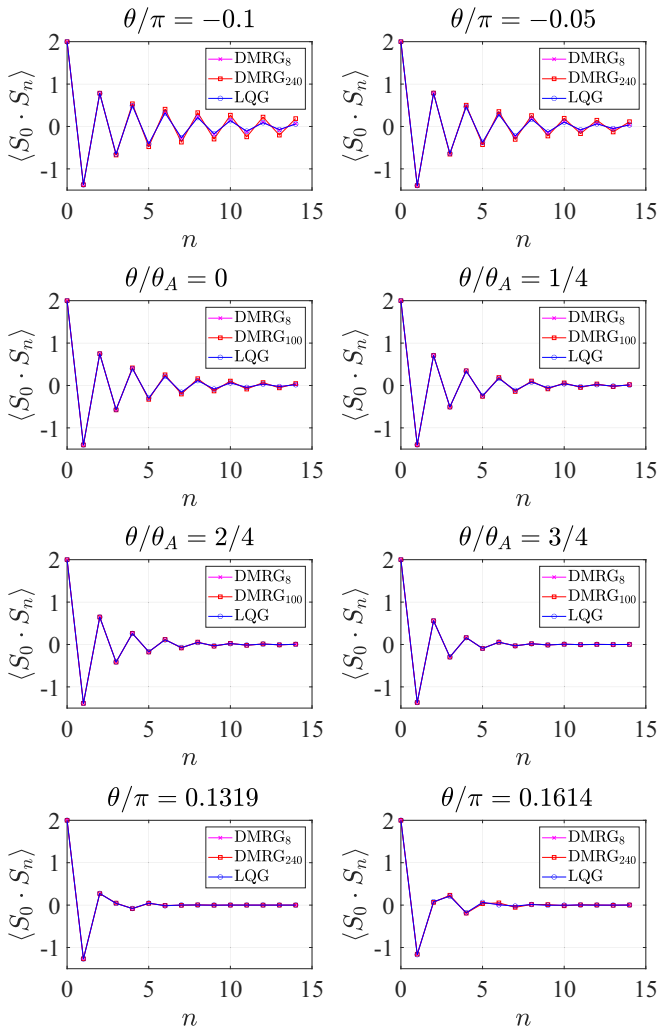 θ/π = −0.1
⟨S₀ · Sₙ⟩
2
1
0
-1
DMRG₈
DMRG₂₄₀
LQG
0 5 10 15
n
θ/π = −0.05
⟨S₀ · Sₙ⟩
2
1
0
-1
DMRG₈
DMRG₂₄₀
LQG
0 5 10 15
n
θ/θ_A = 0
⟨S₀ · Sₙ⟩
2
1
0
-1
DMRG₈
DMRG₁₀₀
LQG
0 5 10 15
n
θ/θ_A = 1/4
⟨S₀ · Sₙ⟩
2
1
0
-1
DMRG₈
DMRG₁₀₀
LQG
0 5 10 15
n
θ/θ_A = 2/4
⟨S₀ · Sₙ⟩
2
1
0
-1
DMRG₈
DMRG₁₀₀
LQG
0 5 10 15
n
θ/θ_A = 3/4
⟨S₀ · Sₙ⟩
2
1
0
-1
DMRG₈
DMRG₁₀₀
LQG
0 5 10 15
n
θ/π = 0.1319
⟨S₀ · Sₙ⟩
2
1
0
-1
DMRG₈
DMRG₂₄₀
LQG
0 5 10 15
n
θ/π = 0.1614
⟨S₀ · Sₙ⟩
2
1
0
-1
DMRG₈
DMRG₂₄₀
LQG
0 5 10 15
n